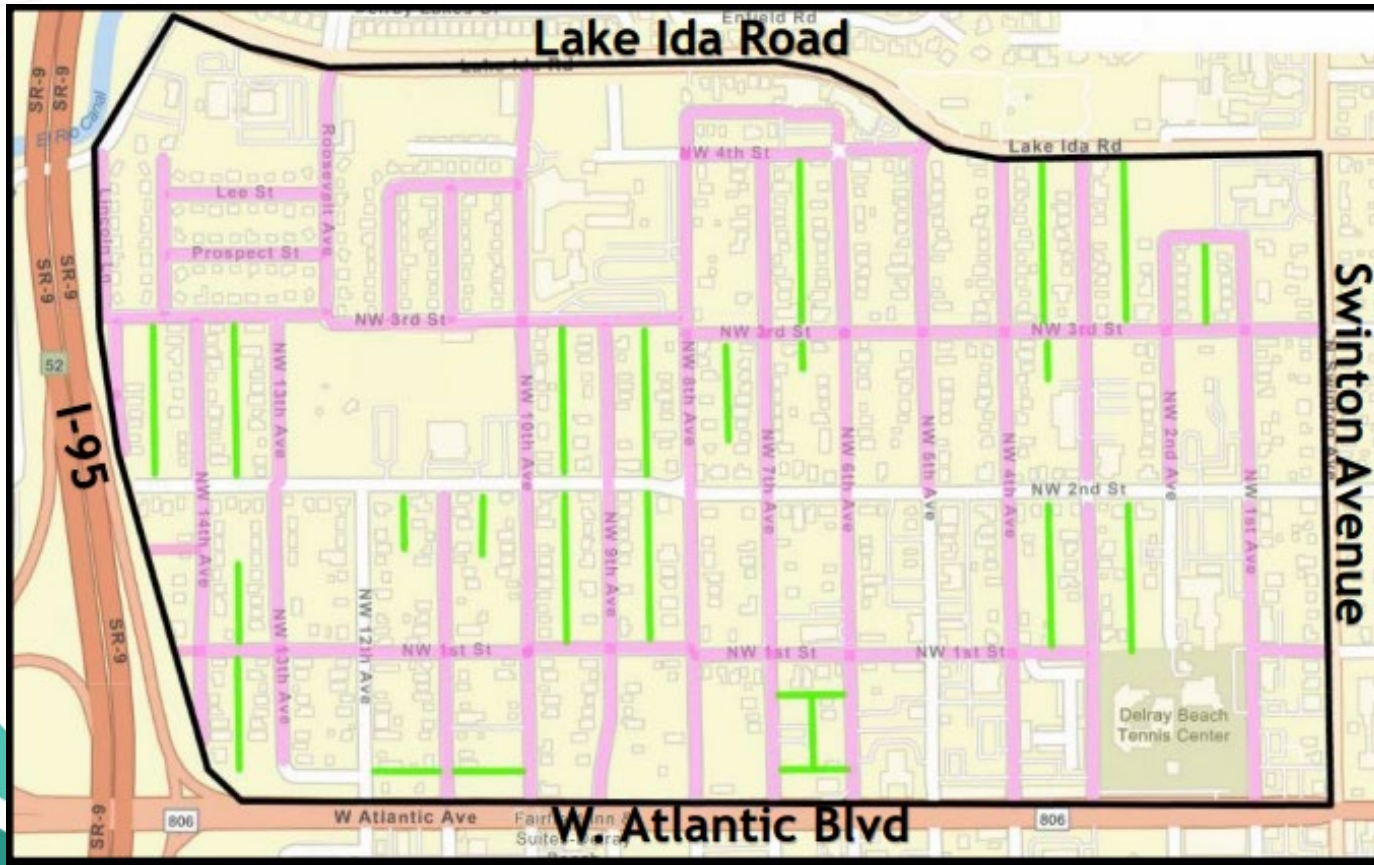 Enfield Rd
Lake Ida Road
Lake Ida Rd
SR-9
SR-9
Lake Ida Rd
NW 4th St
Roosevelt Ave
Lee St
Lincoln Ln
Prospect St
SR-9
SR-9
NW 3rd St
NW 3rd St
NW 3rd St
Swinton Avenue
52
I-95
NW 13th Ave
NW 10th Ave
NW 8th Ave
NW 7th Ave
NW 6th Ave
NW 5th Ave
NW 4th Ave
NW 2nd Ave
NW 1st Ave
NW 2nd St
NW 14th Ave
NW 9th Ave
NW 12th Ave
NW 13th Ave
SR-9
NW 1st St
NW 1st St
NW 1st St
Delray Beach
Tennis Center
SR-9
806
W Atlantic Ave
W. Atlantic Blvd
806